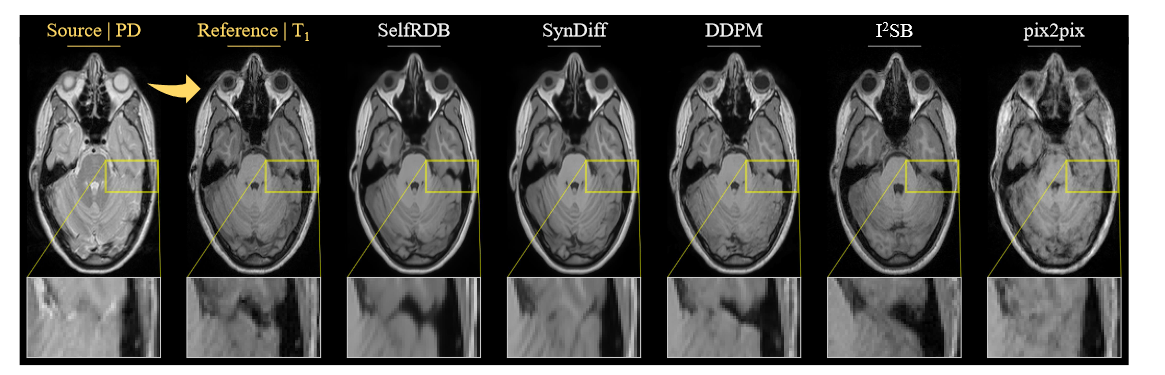 Source | PD
Reference | T₁
SelfRDB
SynDiff
DDPM
I²SB
pix2pix